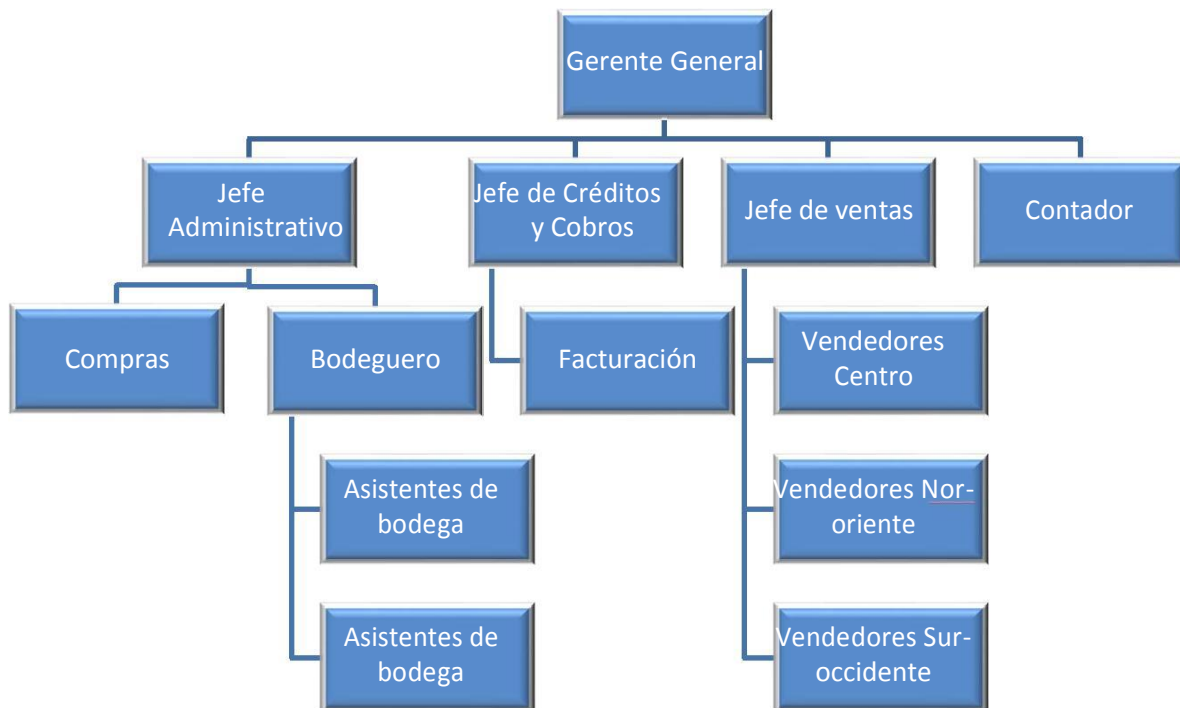 Gerente General
Jefe
Administrativo
Jefe de Créditos
y Cobros
Jefe de ventas
Contador
Compras
Bodeguero
Facturación
Vendedores
Centro
Asistentes de
bodega
Vendedores Nor-
oriente
Asistentes de
bodega
Vendedores Sur-
occidente